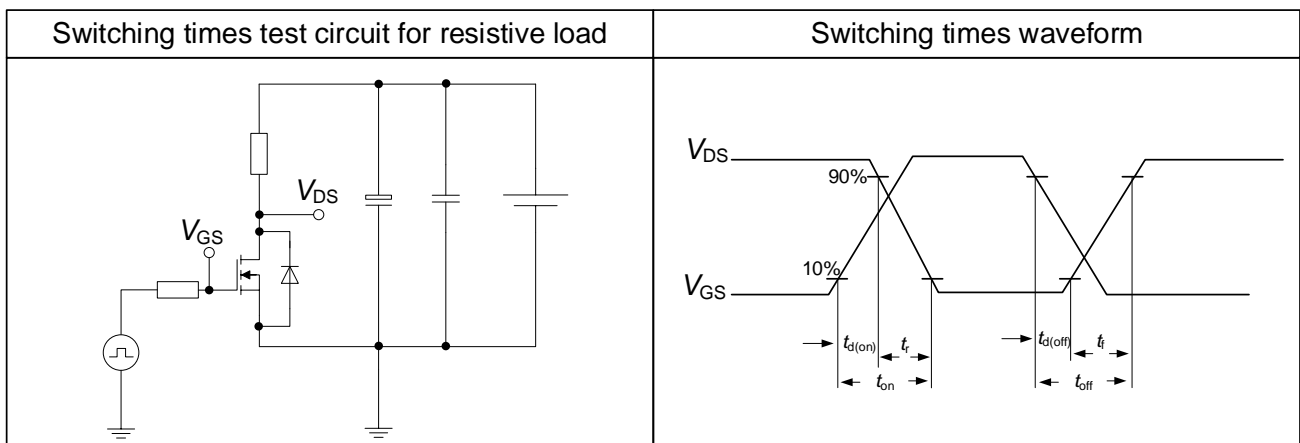 Switching times test circuit for resistive load
Switching times waveform
VDS
VGS
VDS
90%
10%
VGS
td(on) tr
td(off) tf
ton
toff